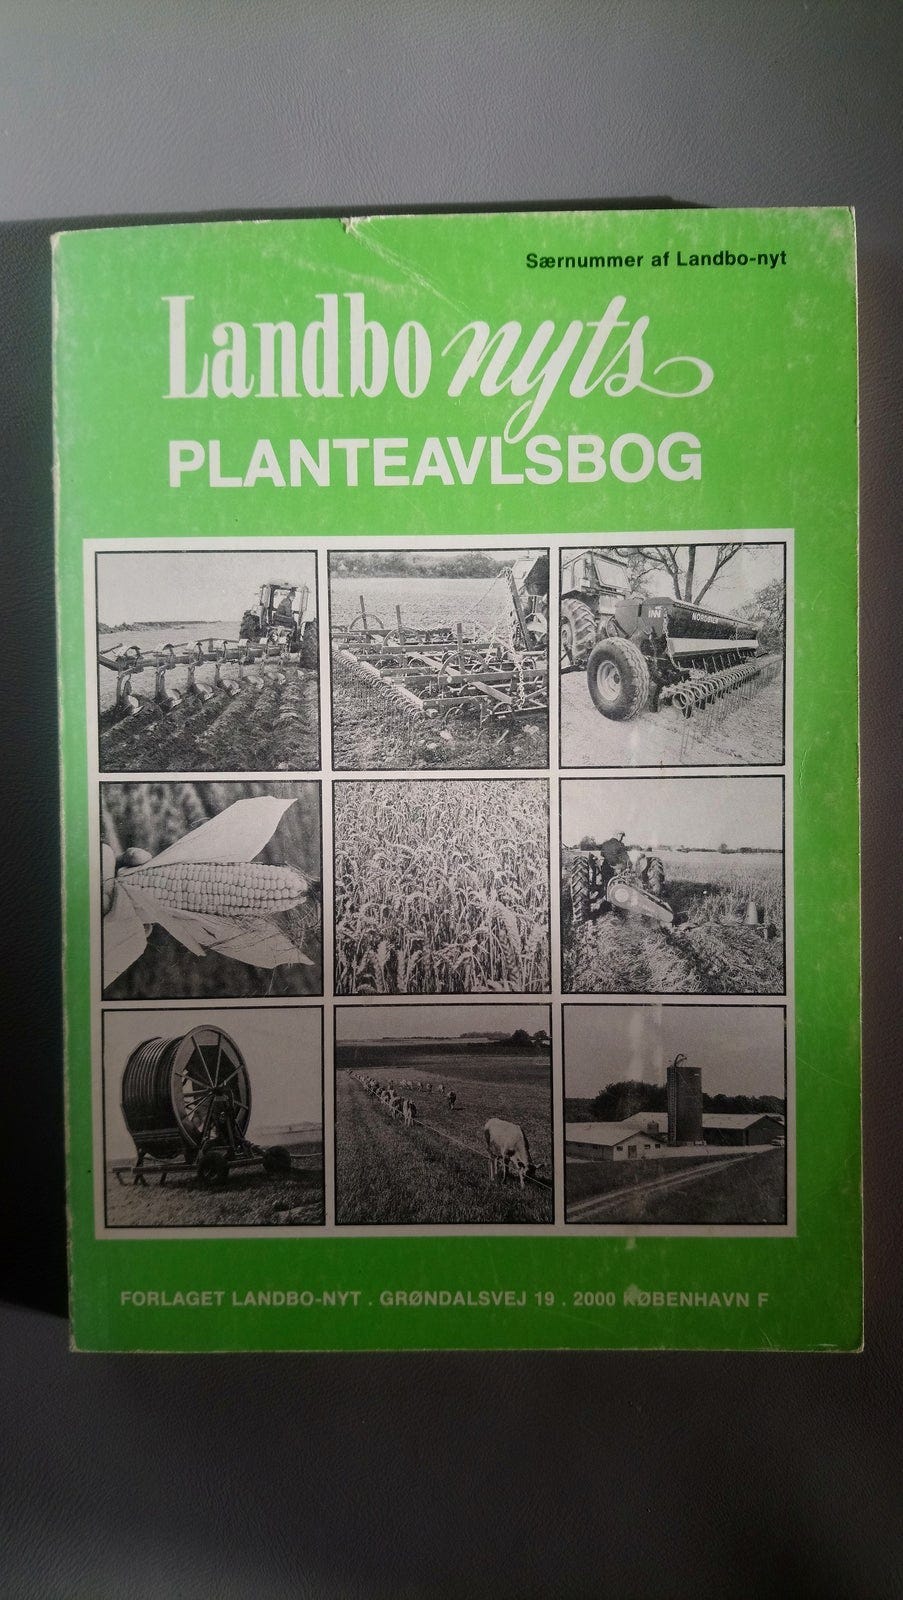 Særnummer af Landbo-nyt
Landbo nyts
PLANTEAVLSBOG
FORLAGET LANDBO-NYT . GRØNDALSVEJ 19 . 2000 KØBENHAVN F